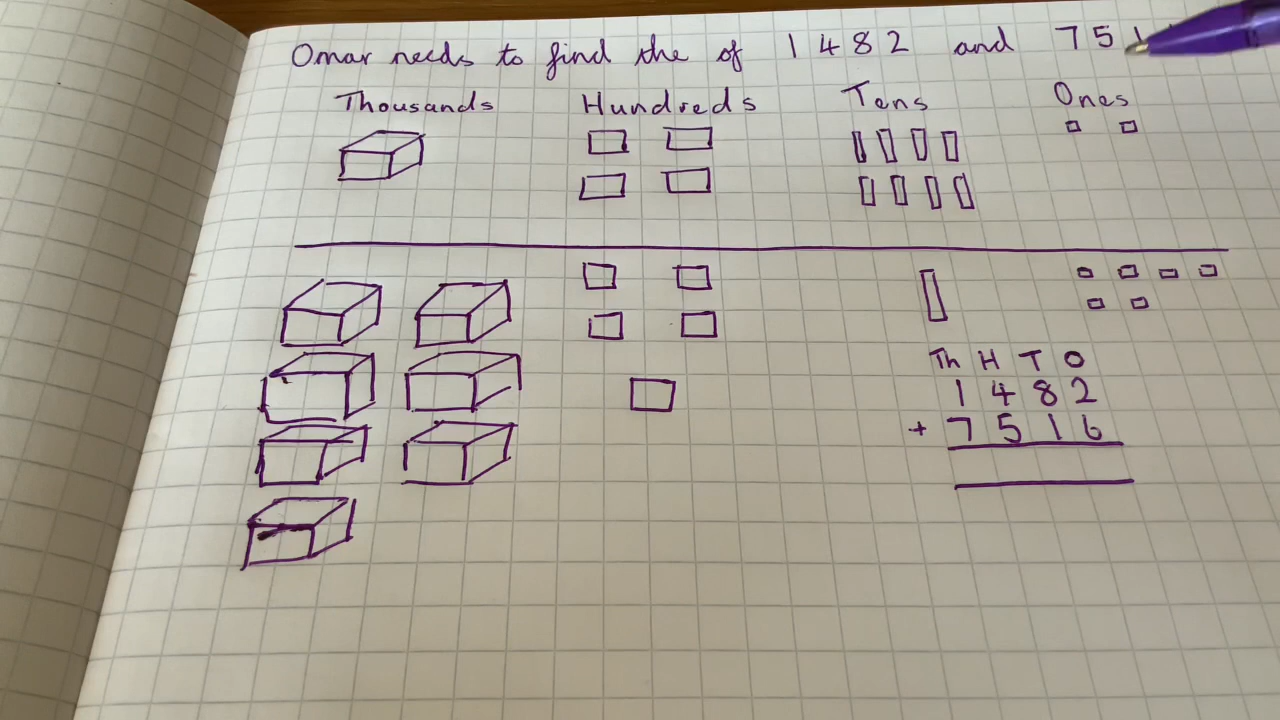 Omar needs to find the of 1482 and 751
Thousands Hundreds Tens Ones
Th H T O
1 4 8 2
+ 7 5 1 6